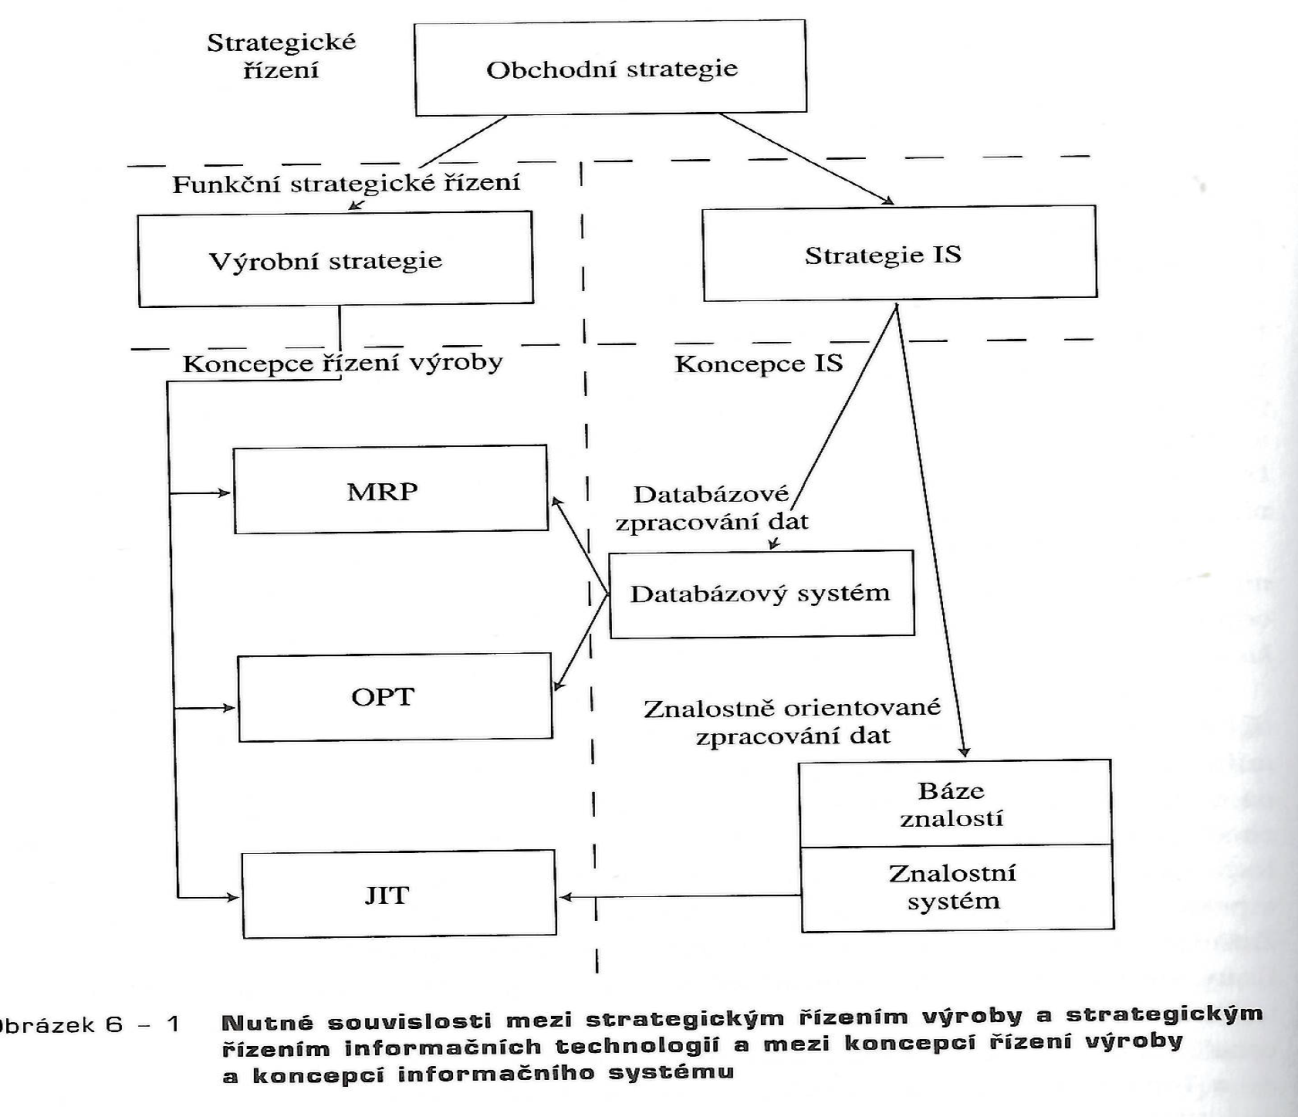 Strategické
řízení
Obchodní strategie
Funkční strategické řízení
Výrobní strategie
Strategie IS
Koncepce řízení výroby
Koncepce IS
MRP
Databázové
zpracování dat
Databázový systém
OPT
Znalostně orientované
zpracování dat
Báze
znalostí
Znalostní
systém
JIT
brázek 6 – 1 Nutné souvislosti mezi strategickým řízením výroby a strategickým
řízením informačních technologií a mezi koncepcí řízení výroby
a koncepcí informačního systému